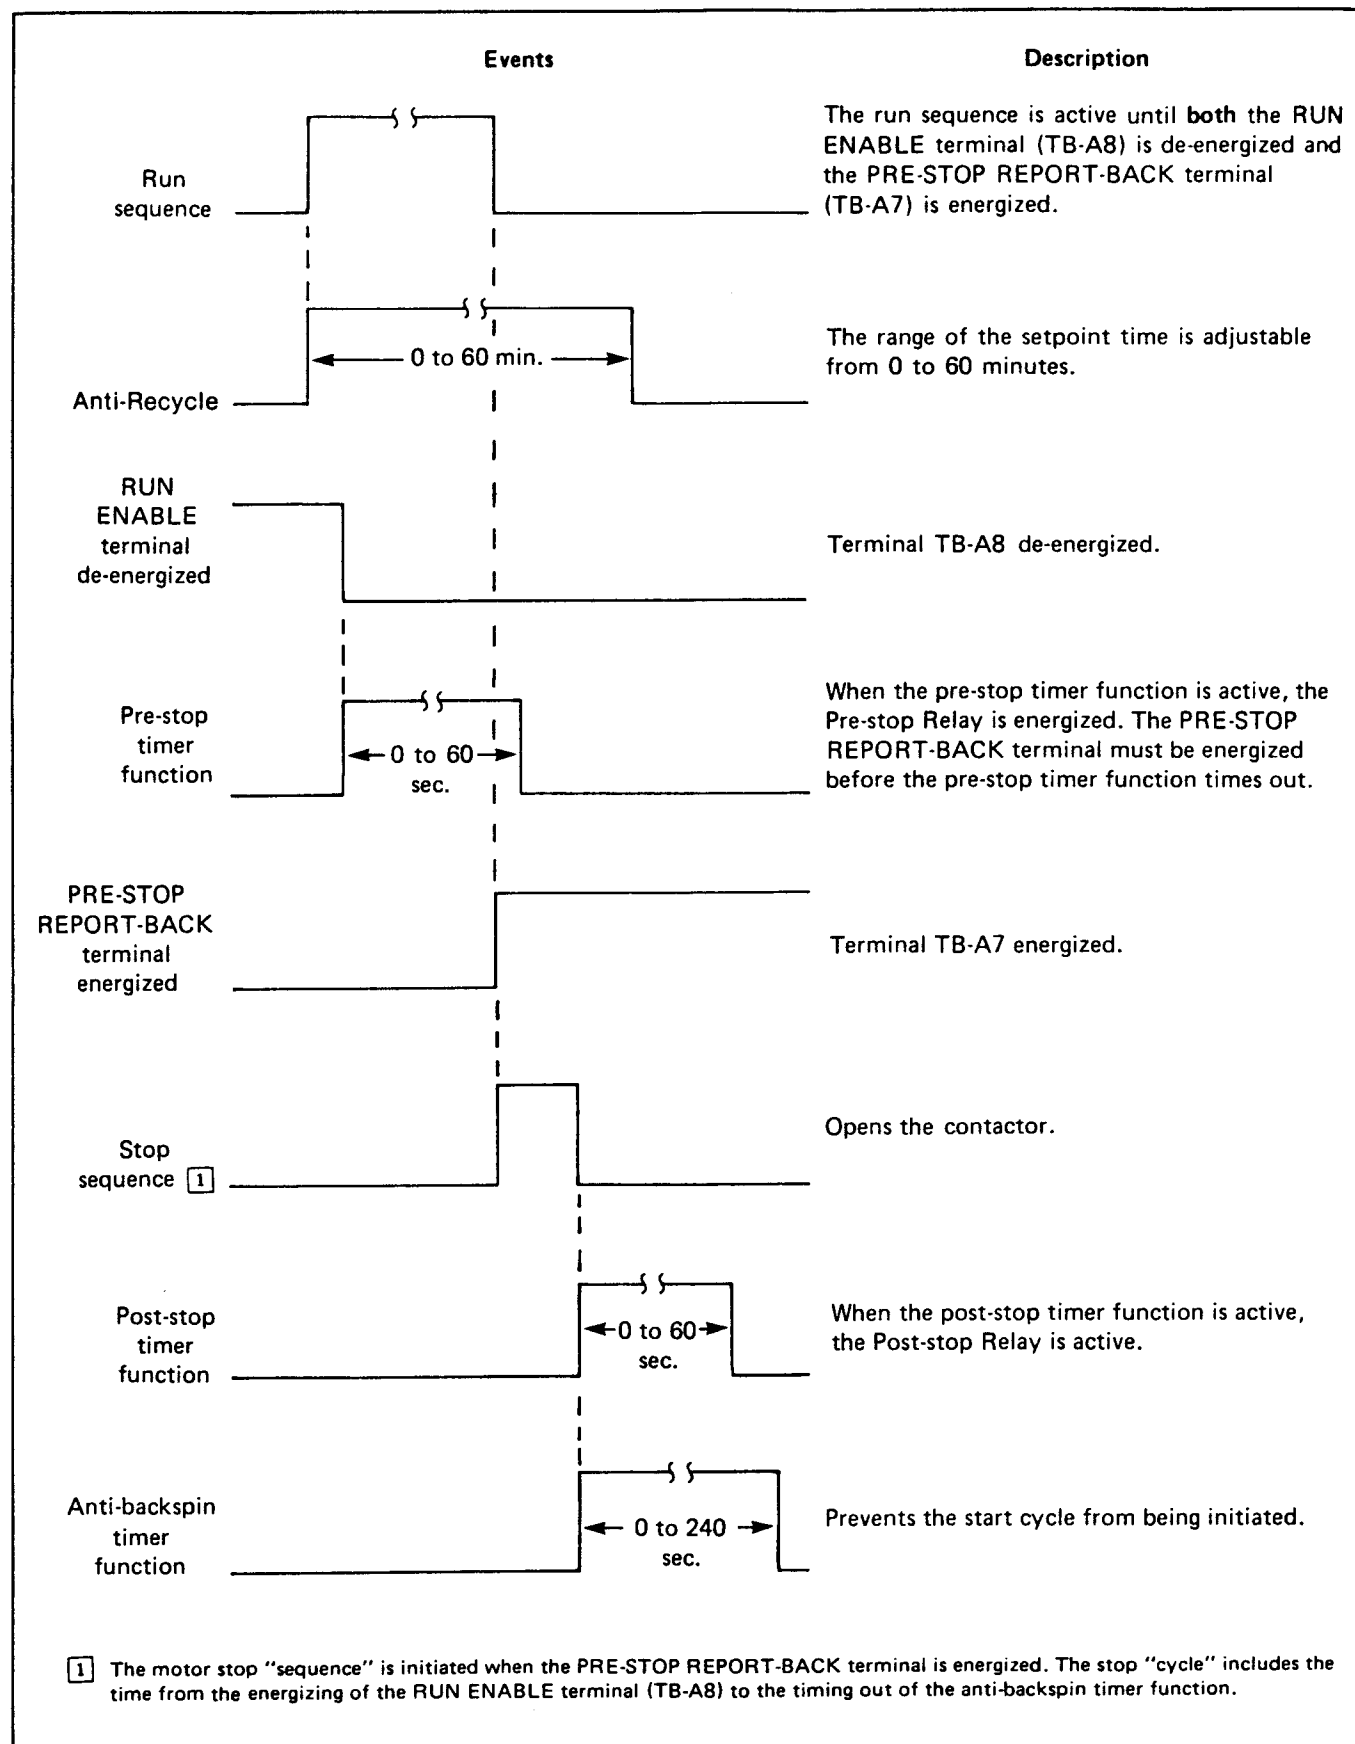 Events
Description
Run
sequence
The run sequence is active until both the RUN
ENABLE terminal (TB-A8) is de-energized and
the PRE-STOP REPORT-BACK terminal
(TB-A7) is energized.
Anti-Recycle
0 to 60 min.
The range of the setpoint time is adjustable
from 0 to 60 minutes.
RUN
ENABLE
terminal
de-energized
Terminal TB-A8 de-energized.
Pre-stop
timer
function
0 to 60
sec.
When the pre-stop timer function is active, the
Pre-stop Relay is energized. The PRE-STOP
REPORT-BACK terminal must be energized
before the pre-stop timer function times out.
PRE-STOP
REPORT-BACK
terminal
energized
Terminal TB-A7 energized.
Stop
sequence 1
Opens the contactor.
Post-stop
timer
function
0 to 60
sec.
When the post-stop timer function is active,
the Post-stop Relay is active.
Anti-backspin
timer
function
0 to 240
sec.
Prevents the start cycle from being initiated.
1 The motor stop "sequence" is initiated when the PRE-STOP REPORT-BACK terminal is energized. The stop "cycle" includes the
time from the energizing of the RUN ENABLE terminal (TB-A8) to the timing out of the anti-backspin timer function.